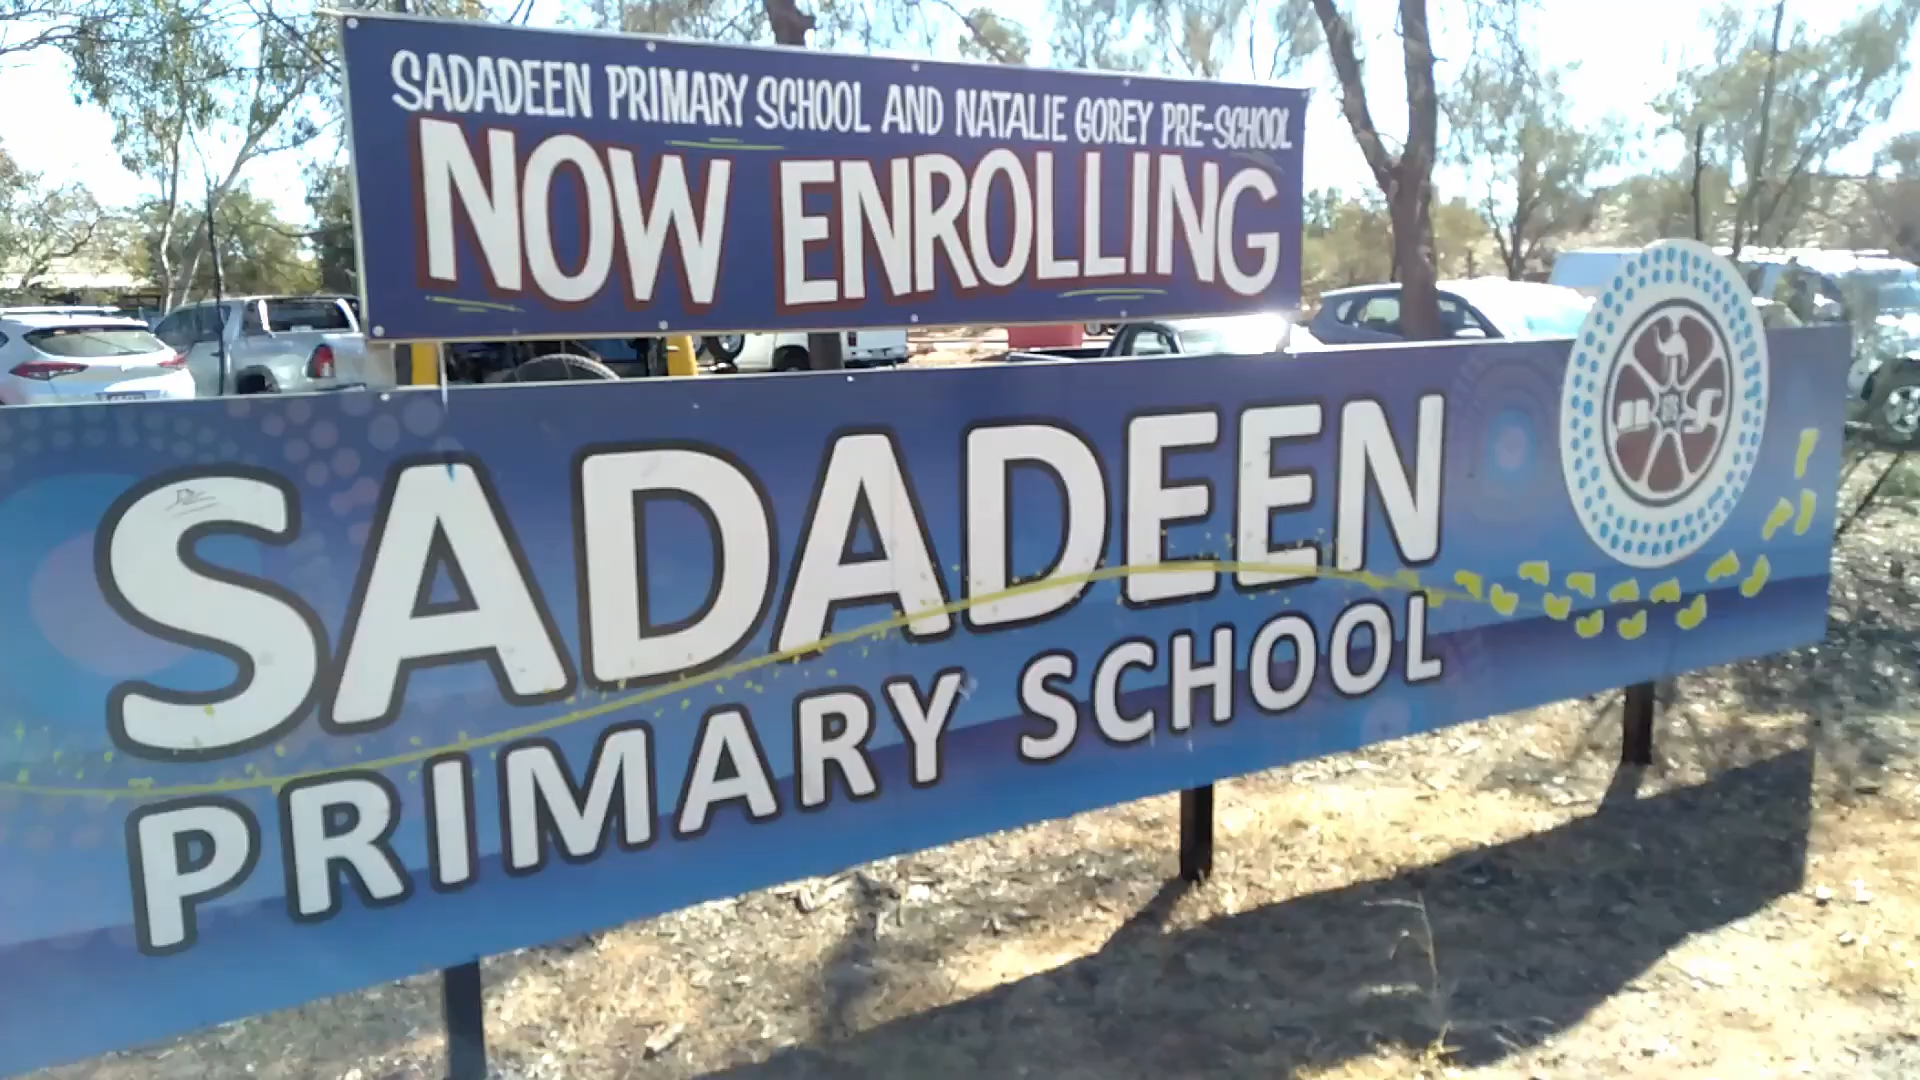 SADADEEN PRIMARY SCHOOL AND NATALIE GOREY PRE-SCHOOL
NOW ENROLLING
SADADEEN
PRIMARY SCHOOL